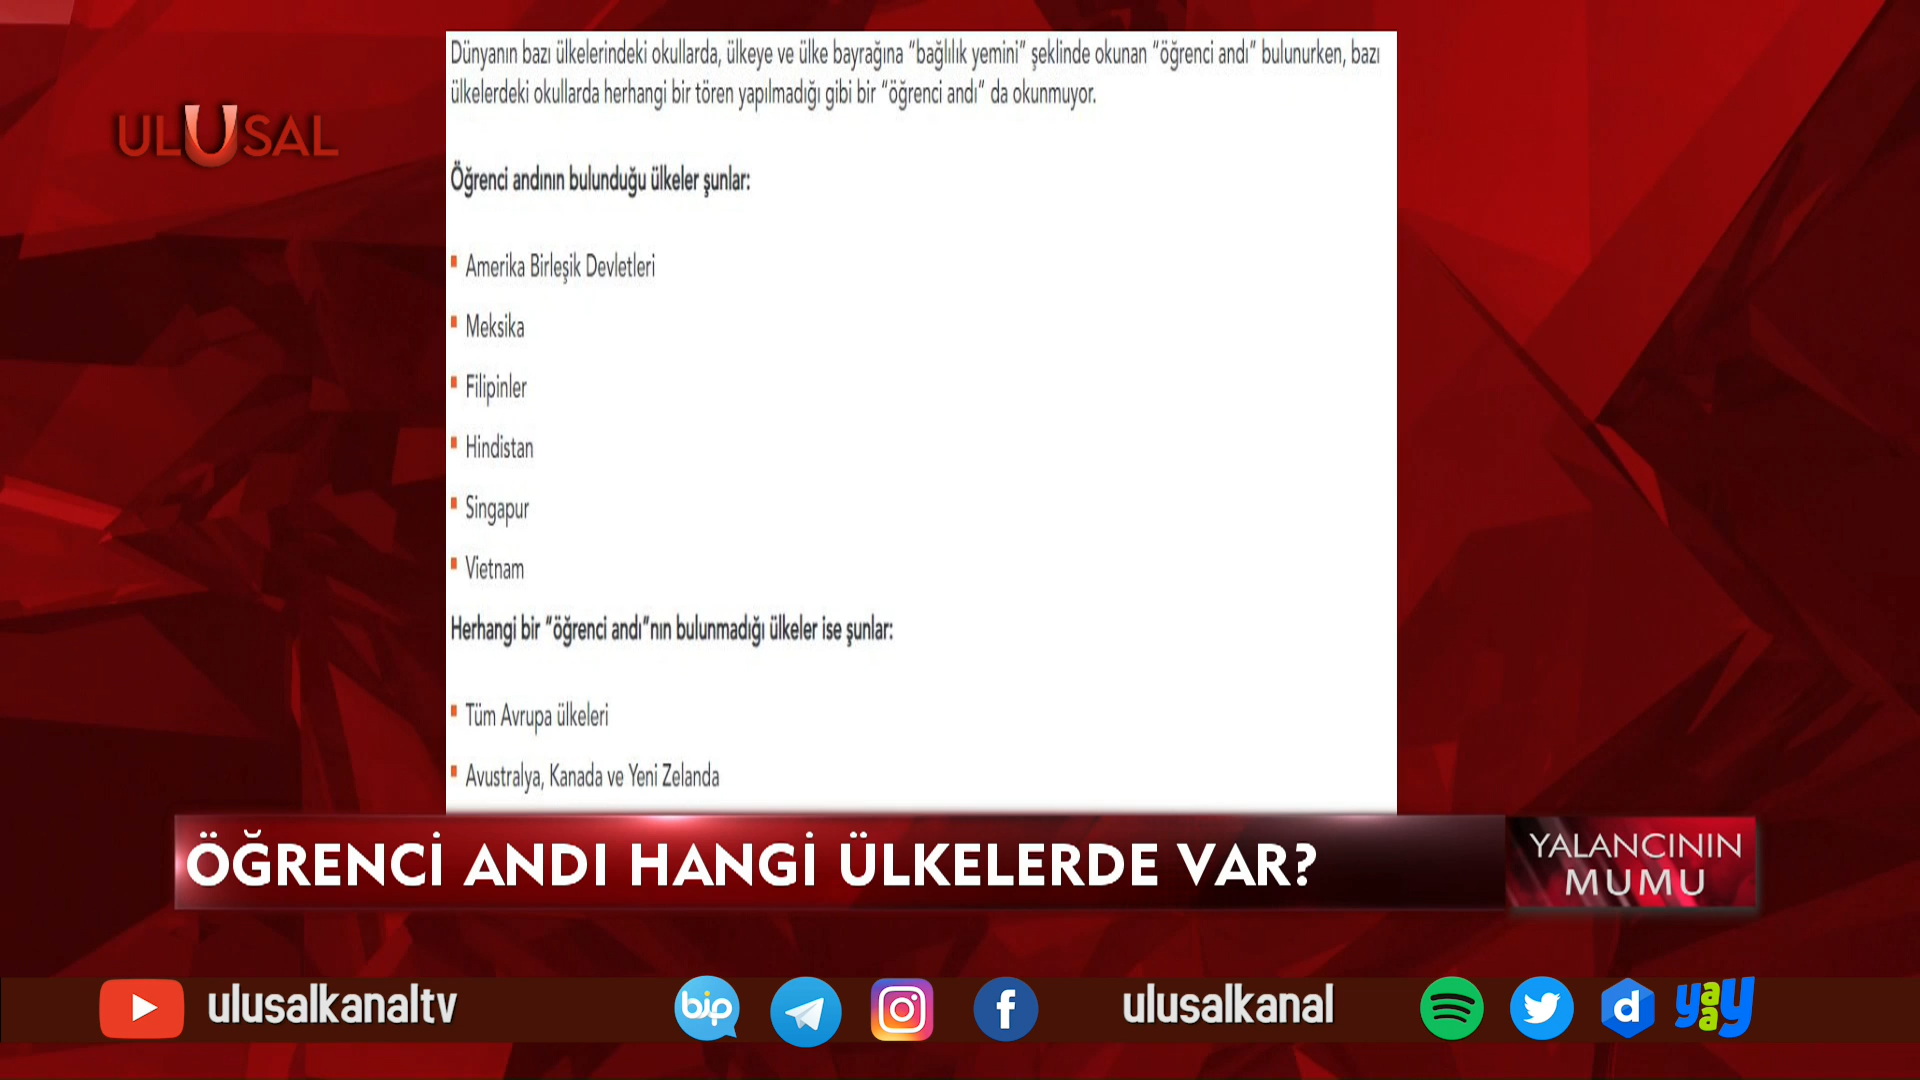 Dünyanın bazı ülkelerindeki okullarda, ülkeye ve ülke bayrağına “bağlılık yemini” şeklinde okunan “öğrenci andı” bulunurken, bazı
ülkelerdeki okullarda herhangi bir tören yapılmadığı gibi bir “öğrenci andı” da okunmuyor.
ULUSAL
Öğrenci andının bulunduğu ülkeler şunlar:
Amerika Birleşik Devletleri
Meksika
Filipinler
Hindistan
Singapur
Vietnam
Herhangi bir “öğrenci andı”nın bulunmadığı ülkeler ise şunlar:
Tüm Avrupa ülkeleri
Avustralya, Kanada ve Yeni Zelanda
ÖĞRENCİ ANDI HANGİ ÜLKELERDE VAR?
YALANCININ
MUMU
ulusalkanaltv
bip
ulusalkanal
d
yaay